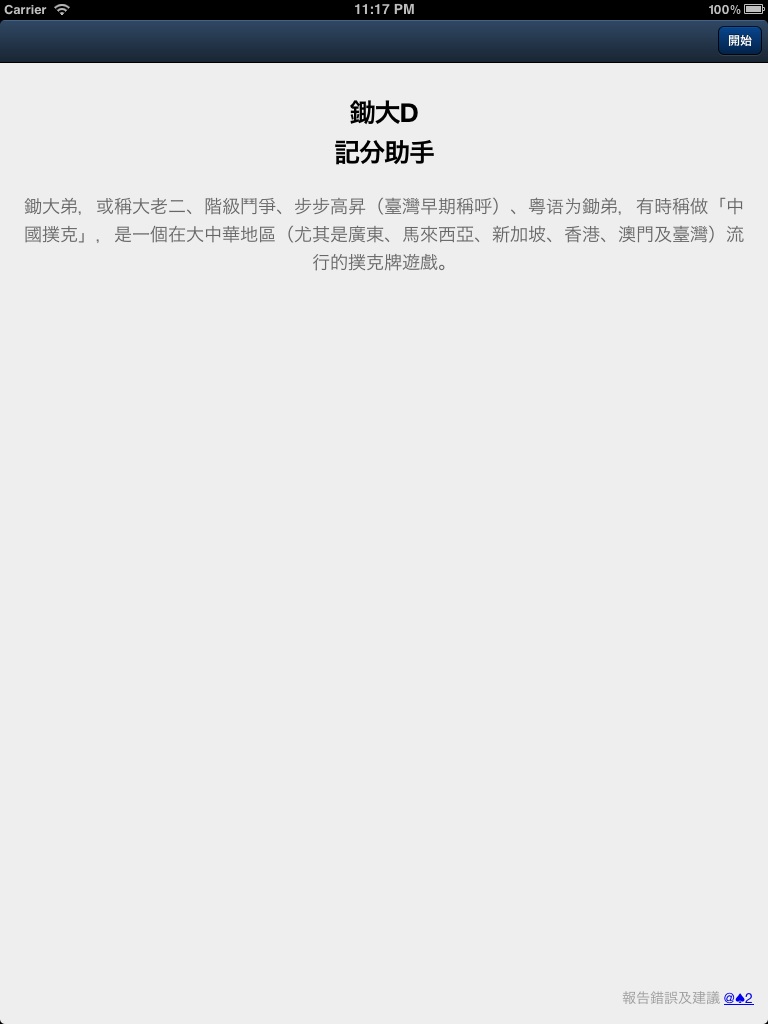 Carrier 11:17 PM 100%
開始
鋤大D
記分助手
鋤大弟，或稱大老二、階級鬥爭、步步高昇（臺灣早期稱呼）、粵语为鋤弟，有時稱做「中
國撲克」，是一個在大中華地區（尤其是廣東、馬來西亞、新加坡、香港、澳門及臺灣）流
行的撲克牌遊戲。
報告錯誤及建議 @♠2